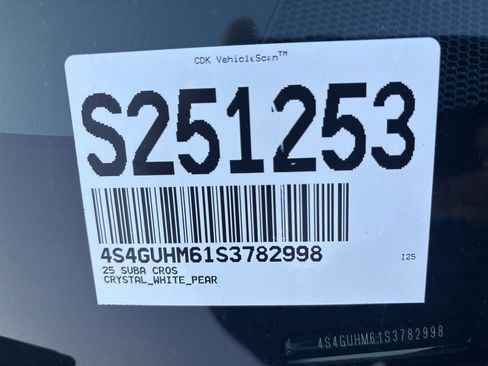 CDK VehicleScan™
S251253
4S4GUHM61S3782998
I25
25 SUBA CROS
CRYSTAL_WHITE_PEAR
4S4GUHM61S3782998